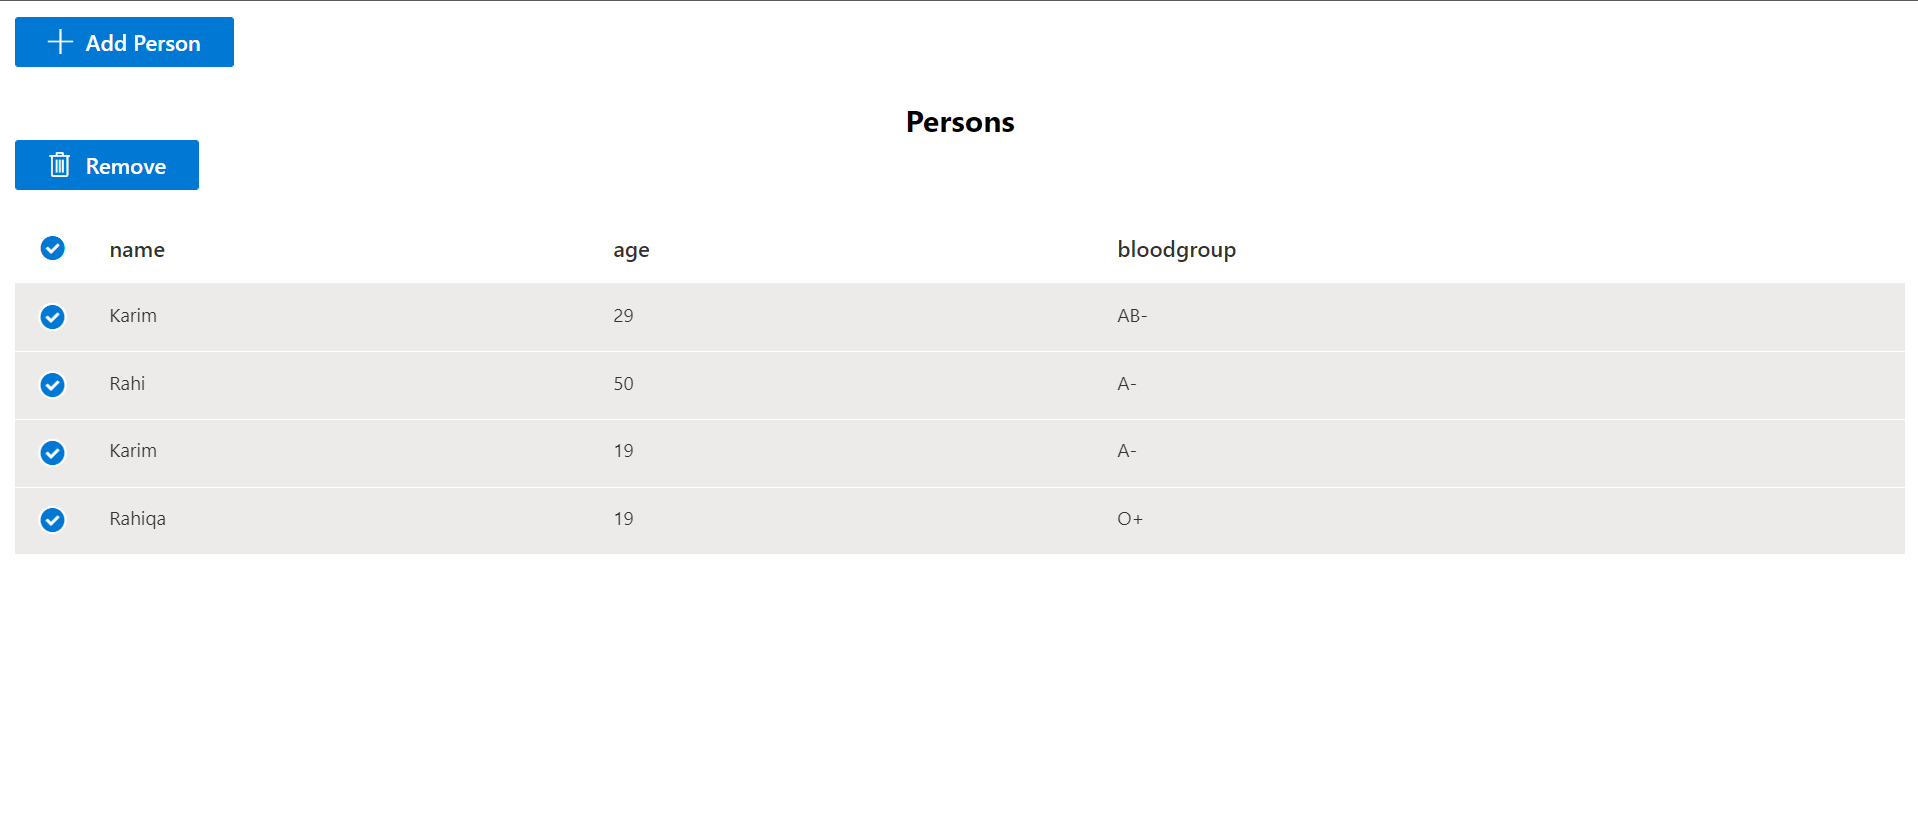 Add Person
Persons
Remove
name age bloodgroup
Karim 29 AB-
Rahi 50 A-
Karim 19 A-
Rahiqa 19 O+